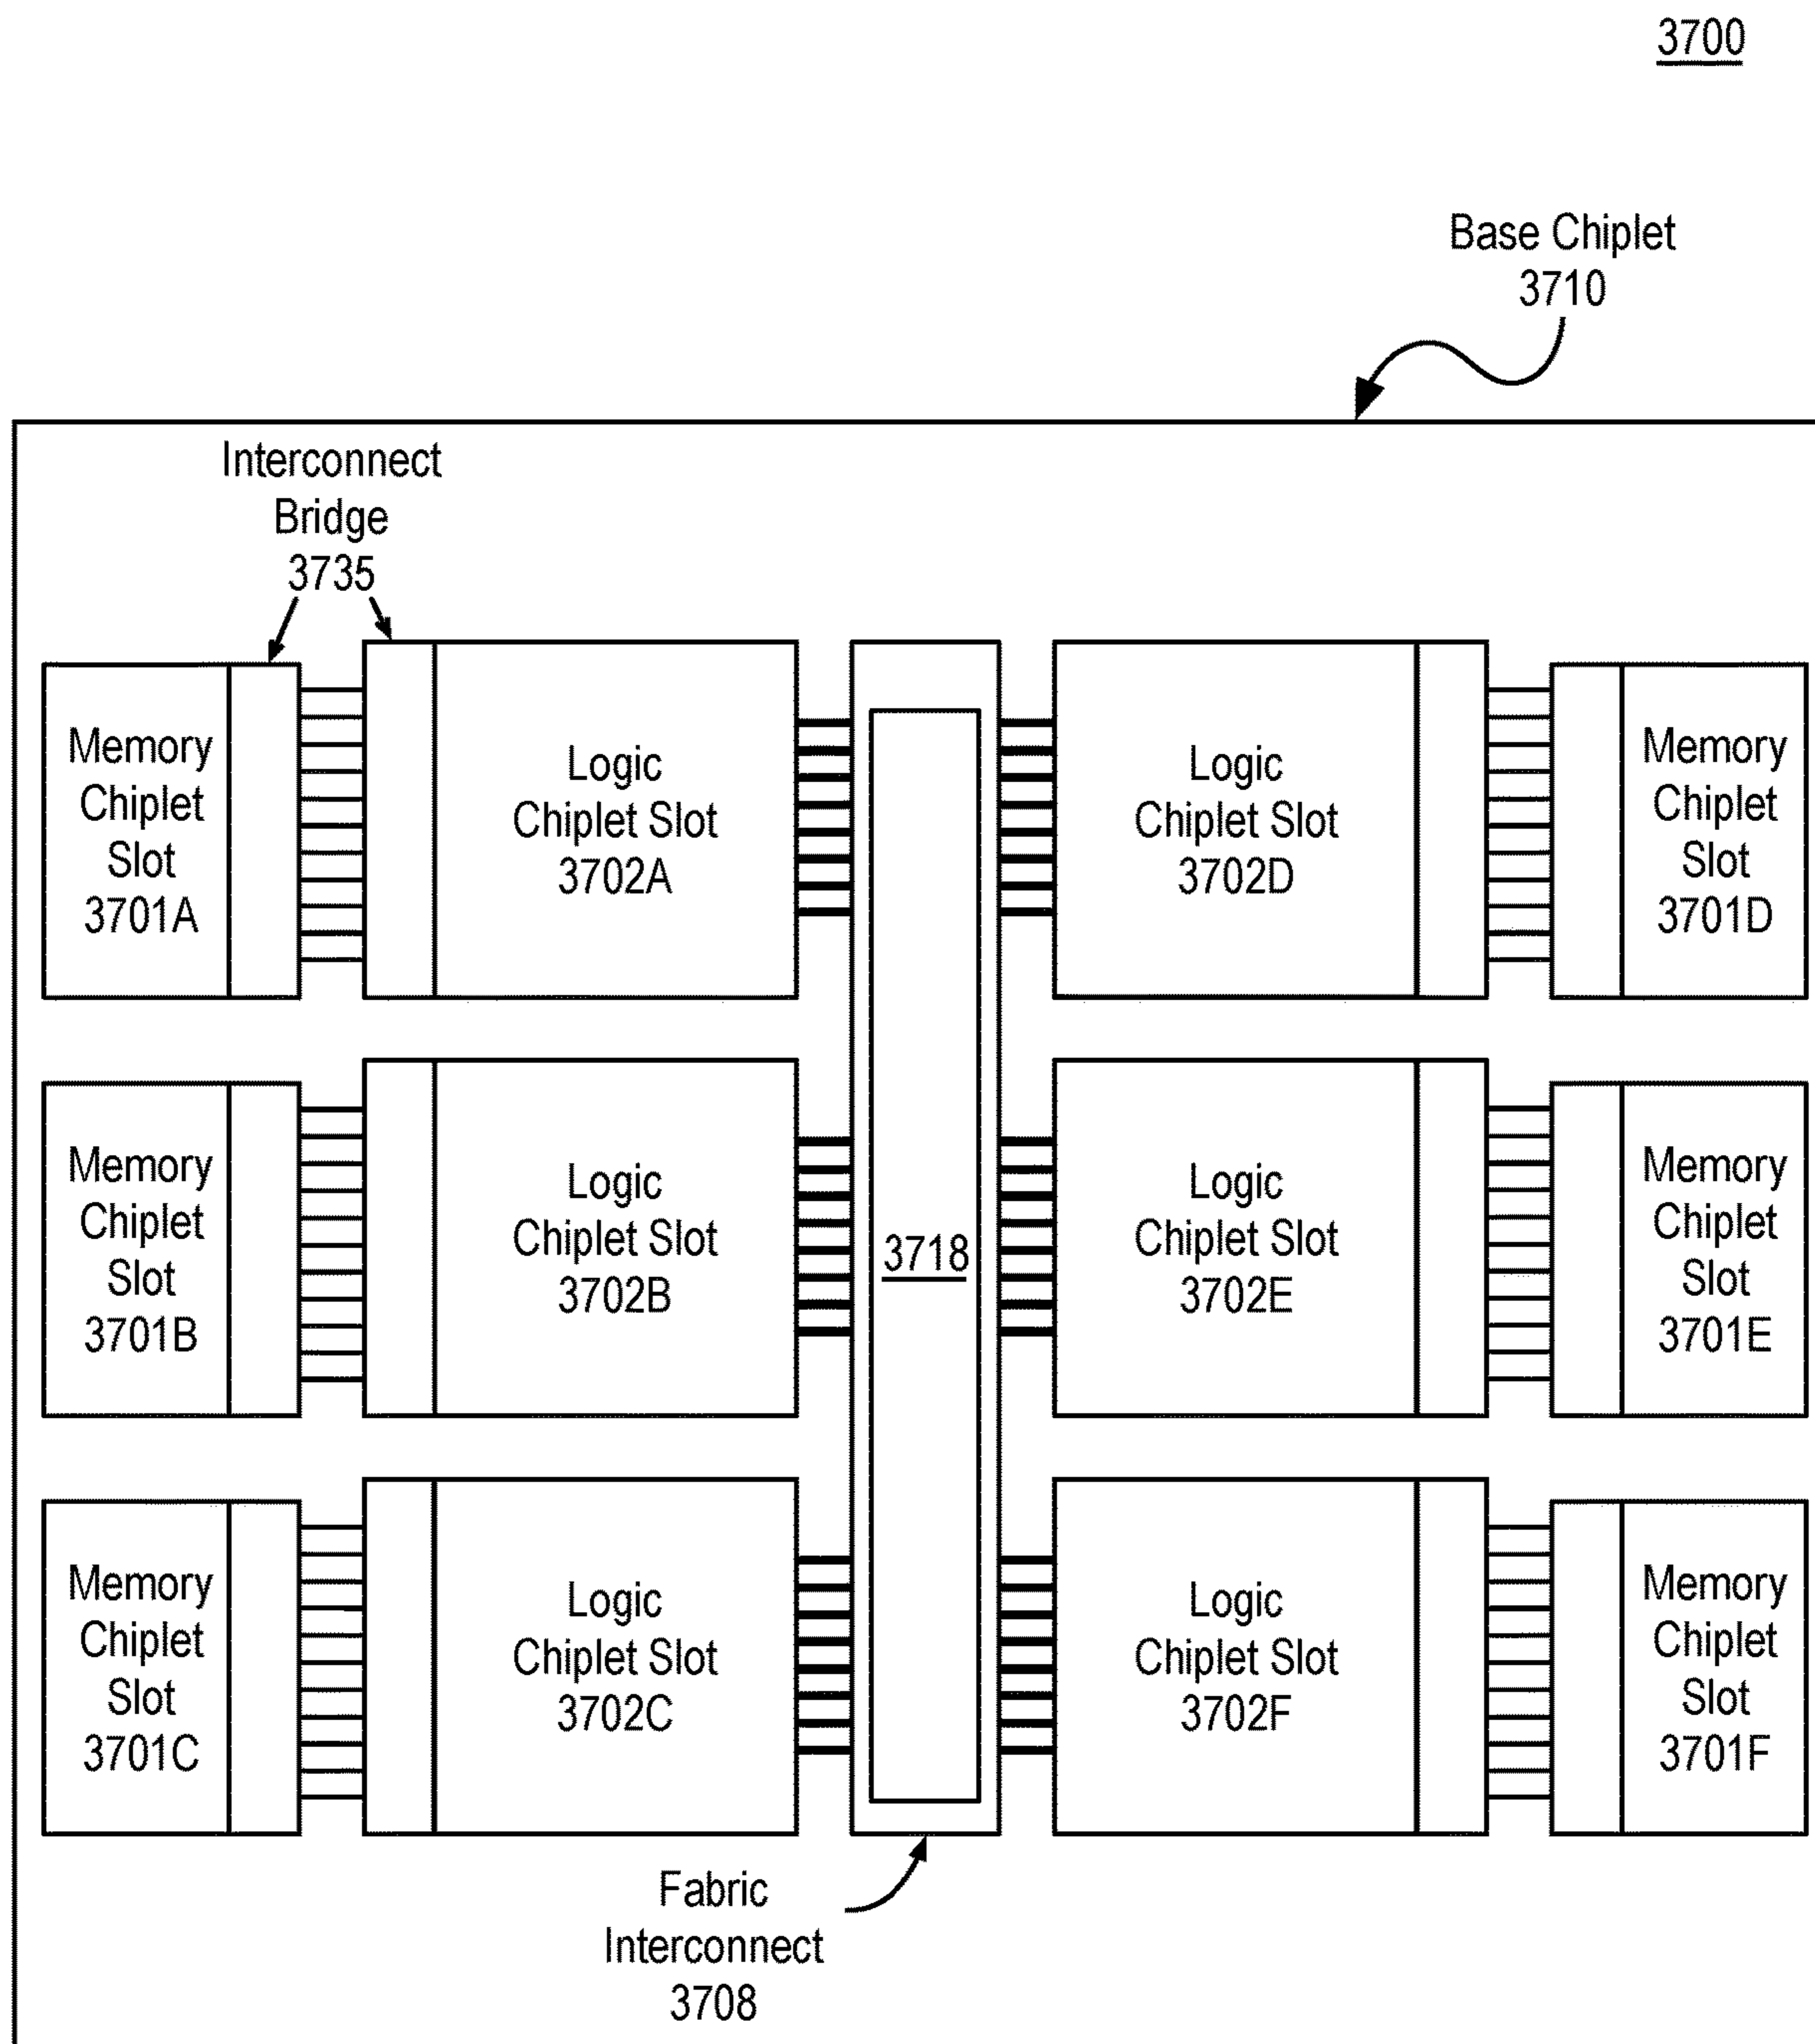 3700
Base Chiplet
3710
Interconnect
Bridge
3735
Memory
Chiplet
Slot
3701A
Logic
Chiplet Slot
3702A
Logic
Chiplet Slot
3702D
Memory
Chiplet
Slot
3701D
Memory
Chiplet
Slot
3701B
Logic
Chiplet Slot
3702B
3718
Logic
Chiplet Slot
3702E
Memory
Chiplet
Slot
3701E
Memory
Chiplet
Slot
3701C
Logic
Chiplet Slot
3702C
Logic
Chiplet Slot
3702F
Memory
Chiplet
Slot
3701F
Fabric
Interconnect
3708